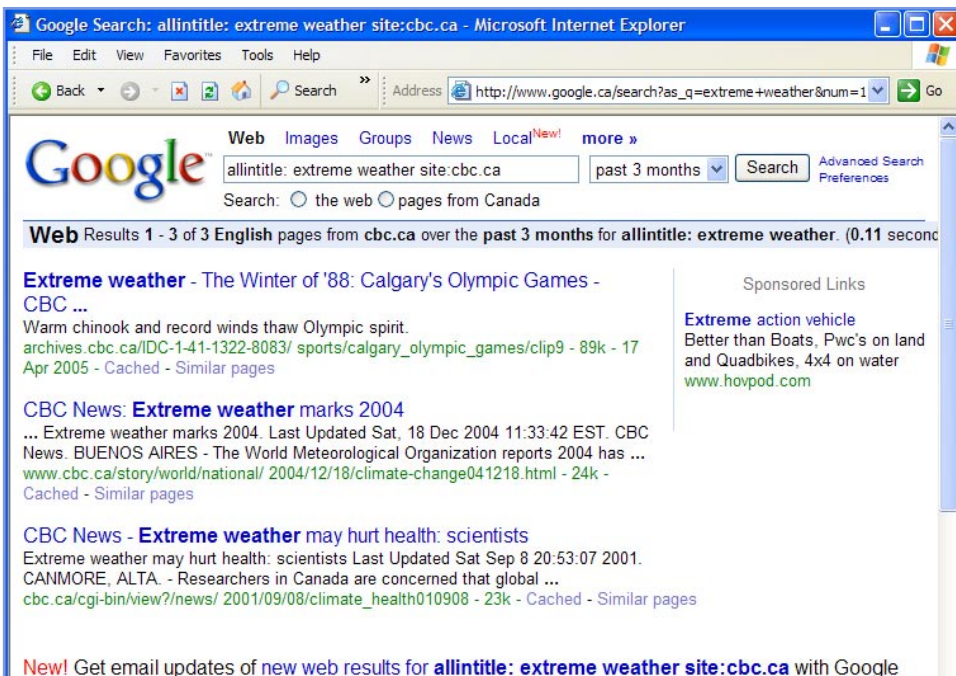 Google Search: allintitle: extreme weather site:cbc.ca - Microsoft Internet Explorer
File Edit View Favorites Tools Help
Back Search » Address http://www.google.ca/search?as_q=extreme+weather&num=1 Go
Web Images Groups News Local New! more »
Google™
allintitle: extreme weather site:cbc.ca past 3 months Search Advanced Search
Preferences
Search: the web pages from Canada
Web Results 1 - 3 of 3 English pages from cbc.ca over the past 3 months for allintitle: extreme weather. (0.11 second
Extreme weather - The Winter of '88: Calgary's Olympic Games -
CBC ...
Warm chinook and record winds thaw Olympic spirit.
archives.cbc.ca/IDC-1-41-1322-8083/ sports/calgary_olympic_games/clip9 - 89k - 17
Apr 2005 - Cached - Similar pages
CBC News: Extreme weather marks 2004
... Extreme weather marks 2004. Last Updated Sat, 18 Dec 2004 11:33:42 EST. CBC
News. BUENOS AIRES - The World Meteorological Organization reports 2004 has ...
www.cbc.ca/story/world/national/ 2004/12/18/climate-change041218.html - 24k -
Cached - Similar pages
CBC News - Extreme weather may hurt health: scientists
Extreme weather may hurt health: scientists Last Updated Sat Sep 8 20:53:07 2001.
CANMORE, ALTA. - Researchers in Canada are concerned that global ...
cbc.ca/cgi-bin/view?/news/ 2001/09/08/climate_health010908 - 23k - Cached - Similar pages
Sponsored Links
Extreme action vehicle
Better than Boats, Pwc's on land
and Quadbikes, 4x4 on water
www.hovpod.com
New! Get email updates of new web results for allintitle: extreme weather site:cbc.ca with Google